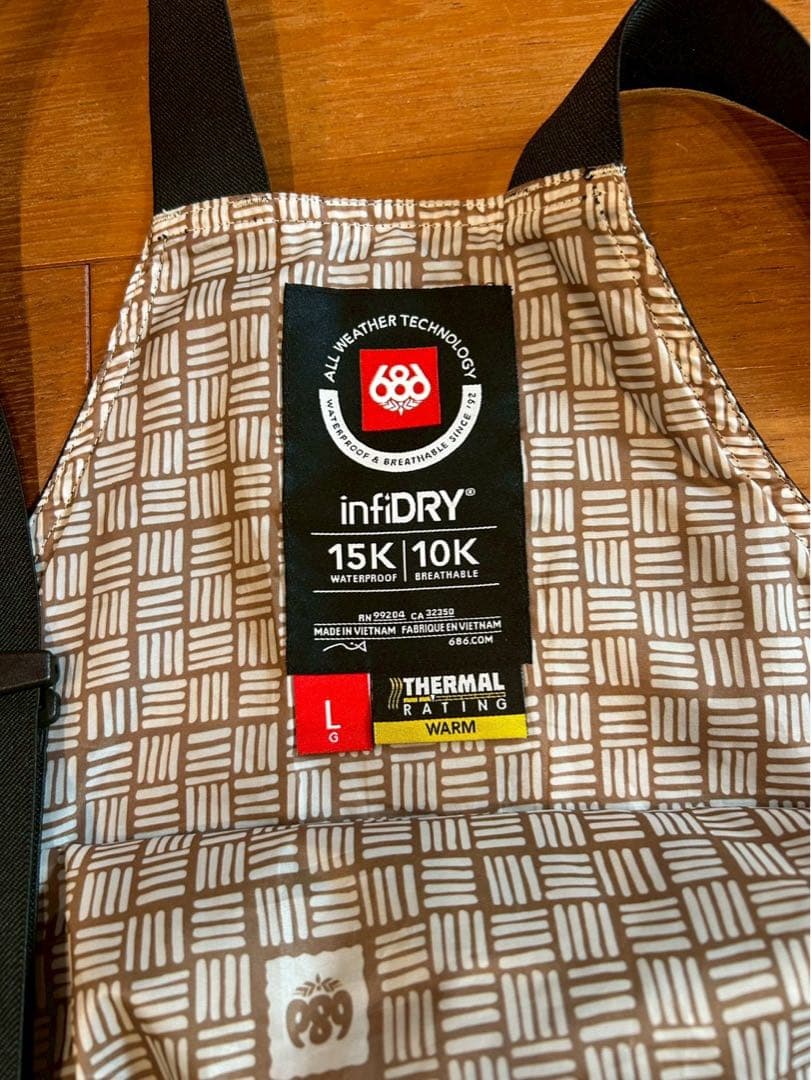 ALL WEATHER TECHNOLOGY
686
WATERPROOF & BREATHABLE SINCE '92
infiDRY®
15K | 10K
WATERPROOF BREATHABLE
RN 99204 CA 32350
MADE IN VIETNAM FABRIQUE EN VIETNAM
686.COM
L
G
THERMAL
RATING
WARM
686